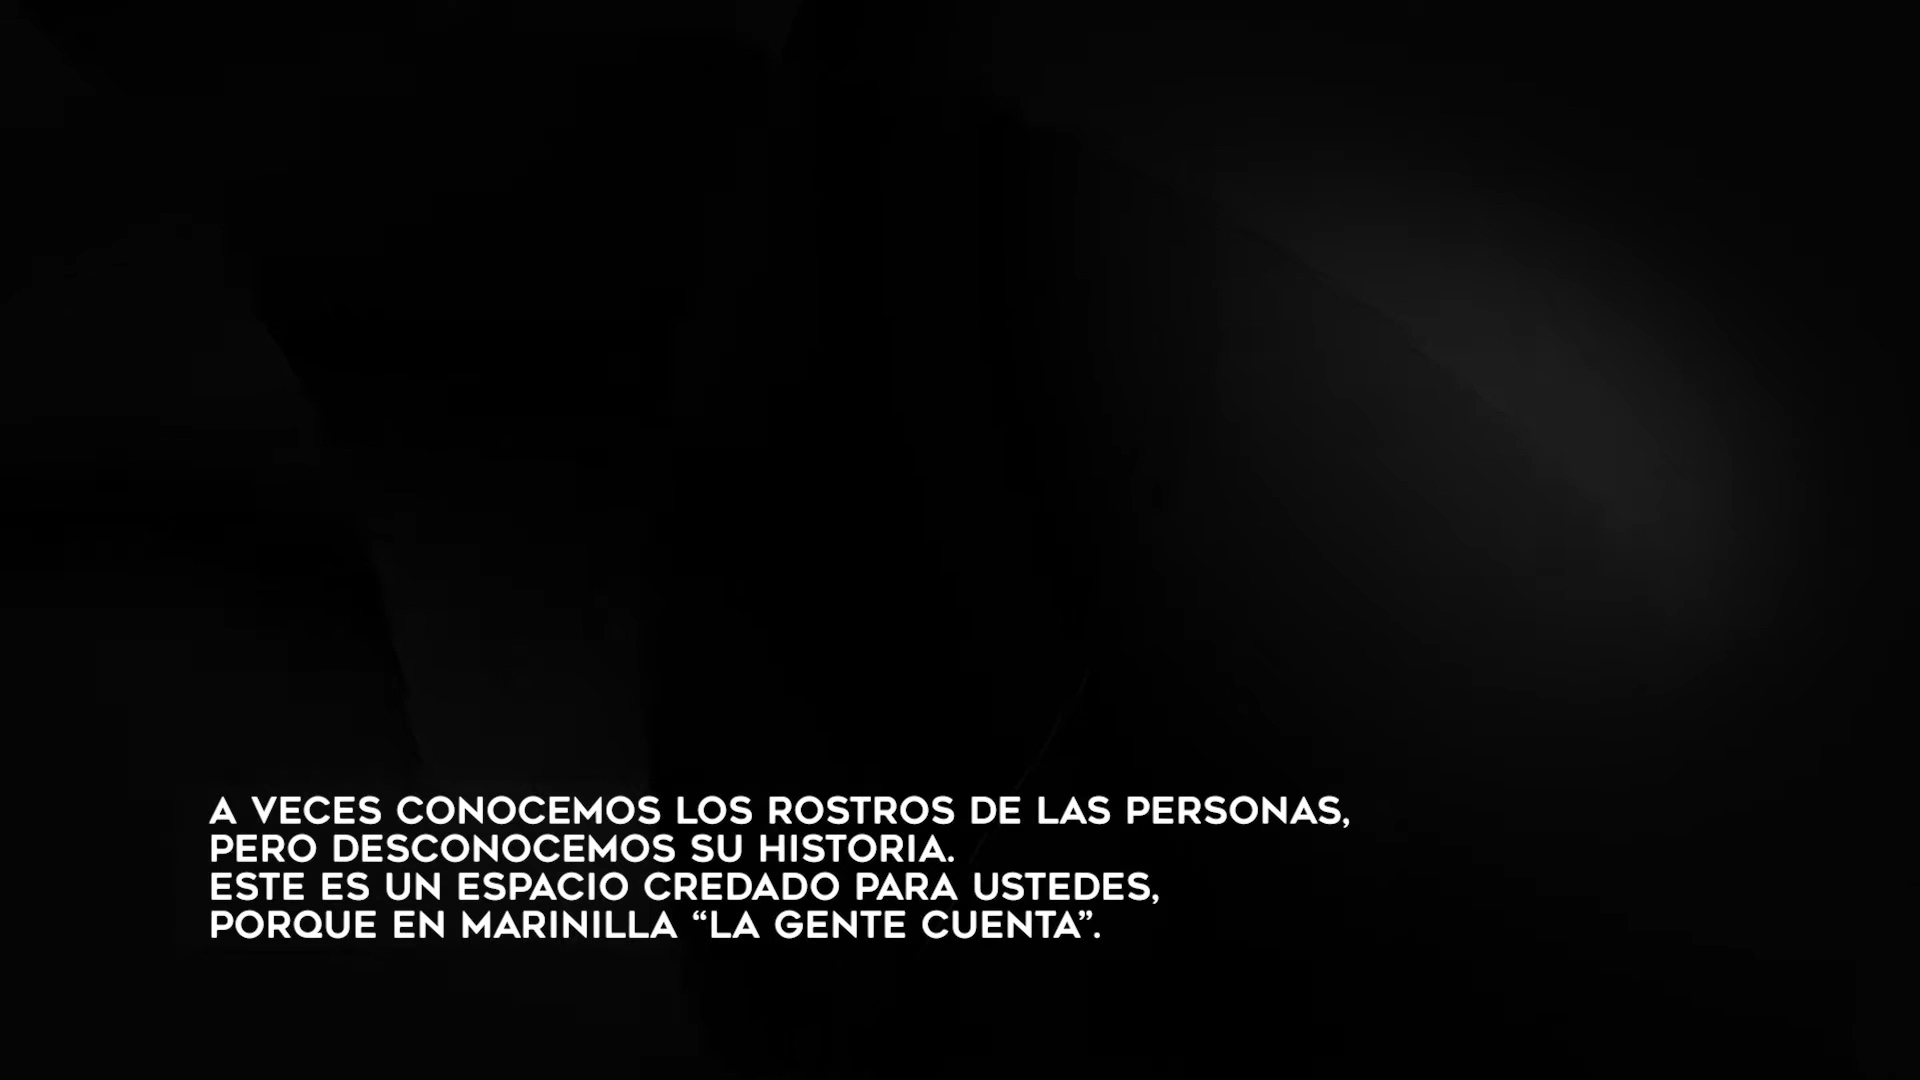 A VECES CONOCEMOS LOS ROSTROS DE LAS PERSONAS,
PERO DESCONOCEMOS SU HISTORIA.
ESTE ES UN ESPACIO CREDADO PARA USTEDES,
PORQUE EN MARINILLA “LA GENTE CUENTA”.